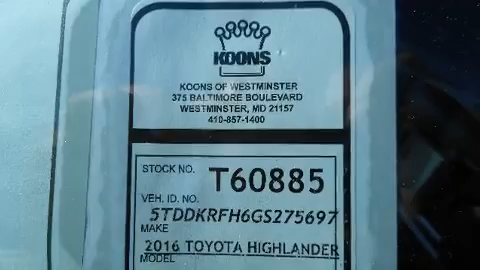 KOONS
KOONS OF WESTMINSTER
375 BALTIMORE BOULEVARD
WESTMINSTER, MD 21157
410-857-1400
STOCK NO. T60885
VEH. ID. NO.
5TDDKRFH6GS275697
MAKE
2016 TOYOTA HIGHLANDER
MODEL